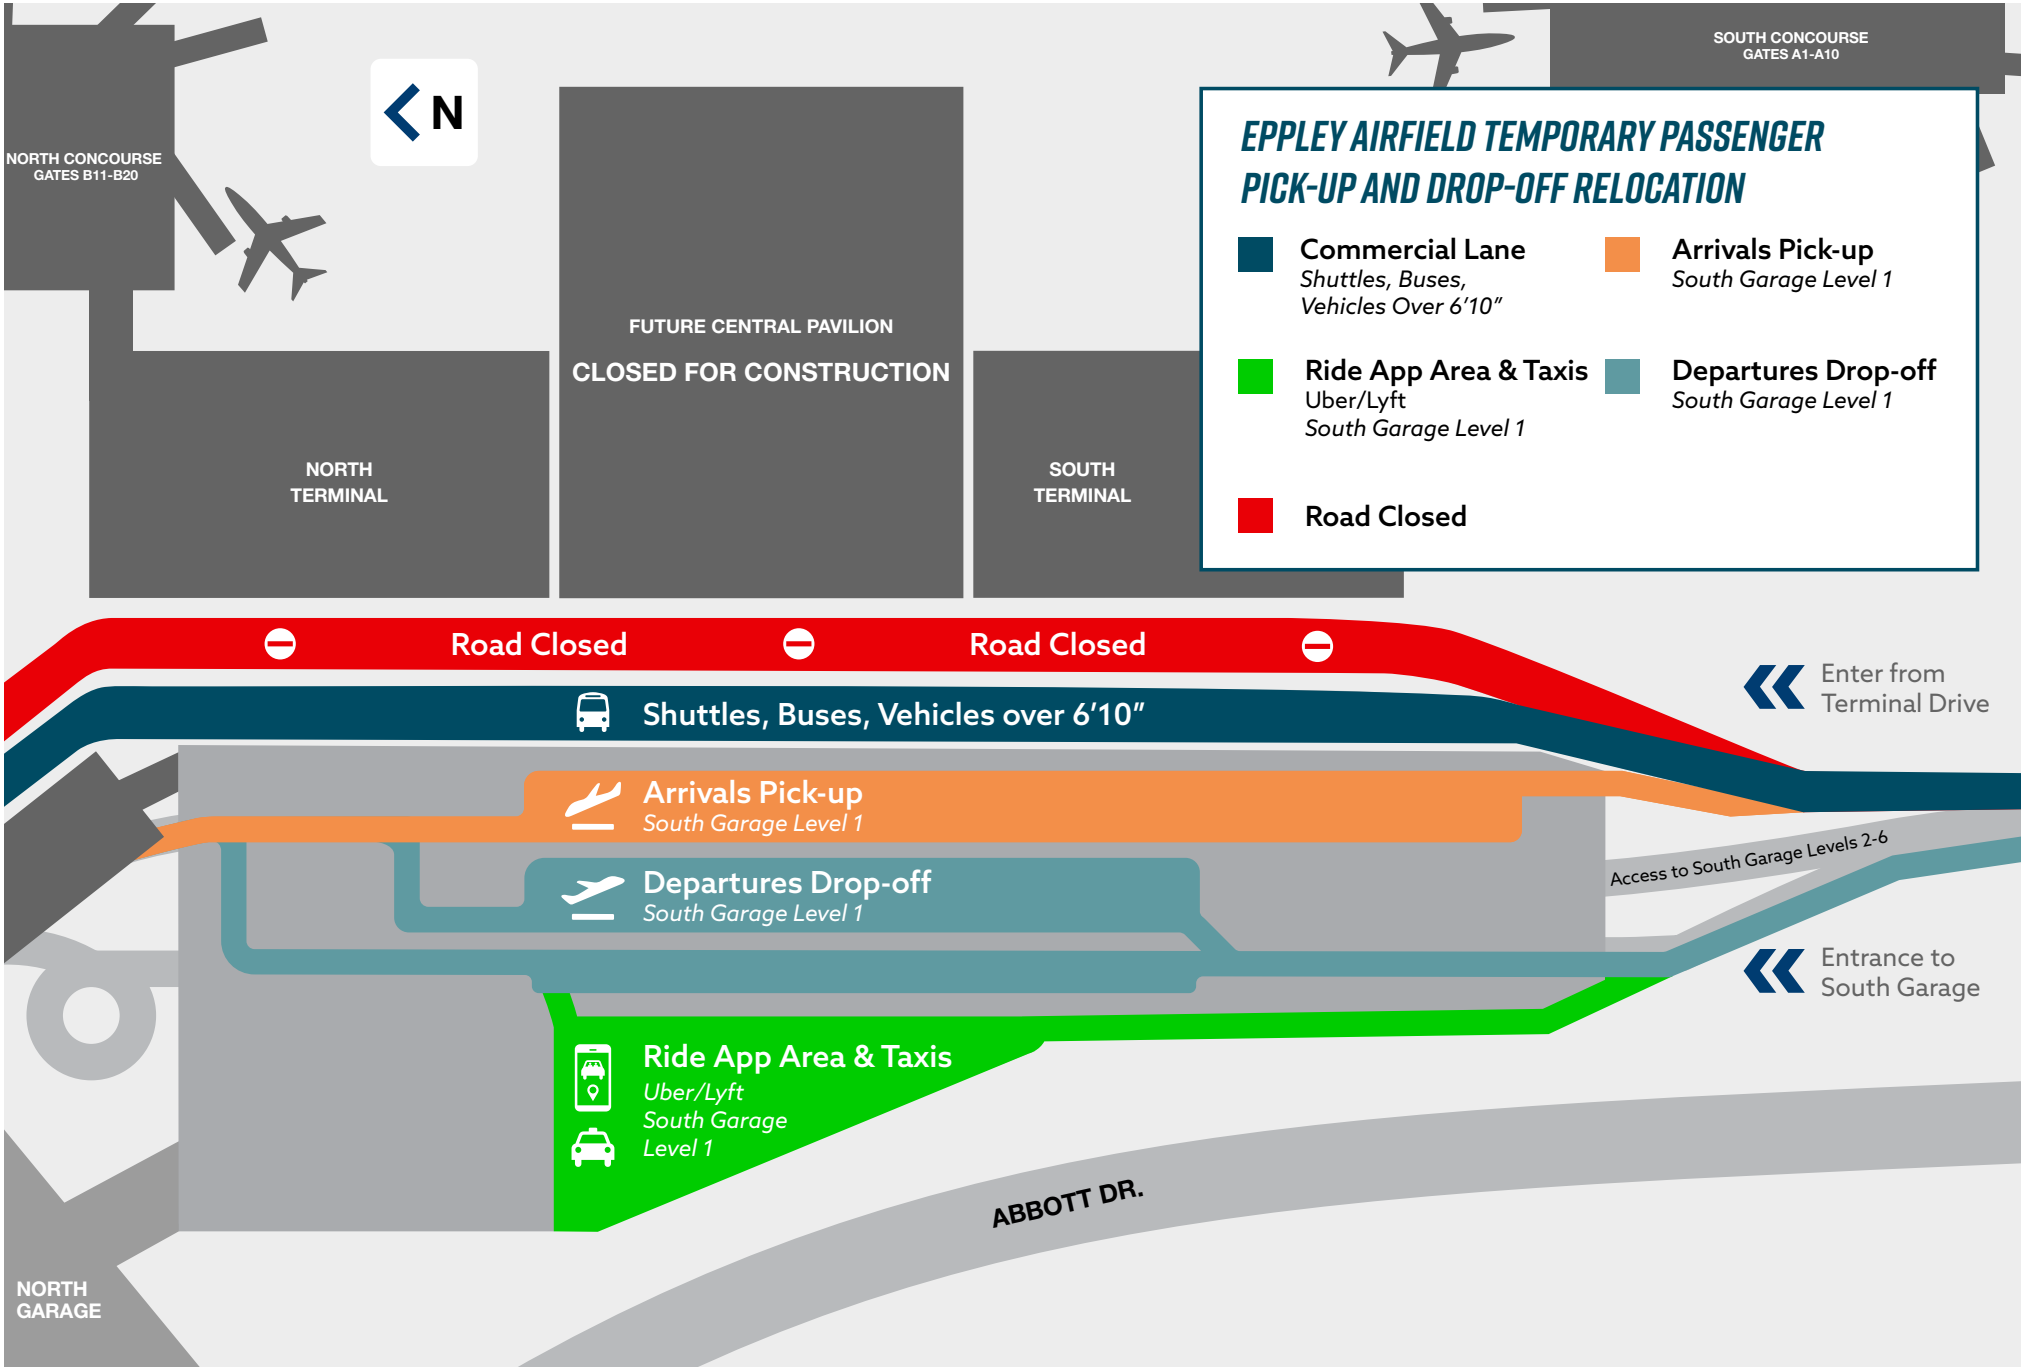 SOUTH CONCOURSE
GATES A1-A10
N
NORTH CONCOURSE
GATES B11-B20
EPPLEY AIRFIELD TEMPORARY PASSENGER
PICK-UP AND DROP-OFF RELOCATION
Commercial Lane
Shuttles, Buses,
Vehicles Over 6’10”
Arrivals Pick-up
South Garage Level 1
Ride App Area & Taxis
Uber/Lyft
South Garage Level 1
Departures Drop-off
South Garage Level 1
Road Closed
FUTURE CENTRAL PAVILION
CLOSED FOR CONSTRUCTION
NORTH
TERMINAL
SOUTH
TERMINAL
Road Closed
Road Closed
Enter from
Terminal Drive
Shuttles, Buses, Vehicles over 6’10”
Arrivals Pick-up
South Garage Level 1
Access to South Garage Levels 2-6
Departures Drop-off
South Garage Level 1
Entrance to
South Garage
Ride App Area & Taxis
Uber/Lyft
South Garage
Level 1
ABBOTT DR.
NORTH
GARAGE